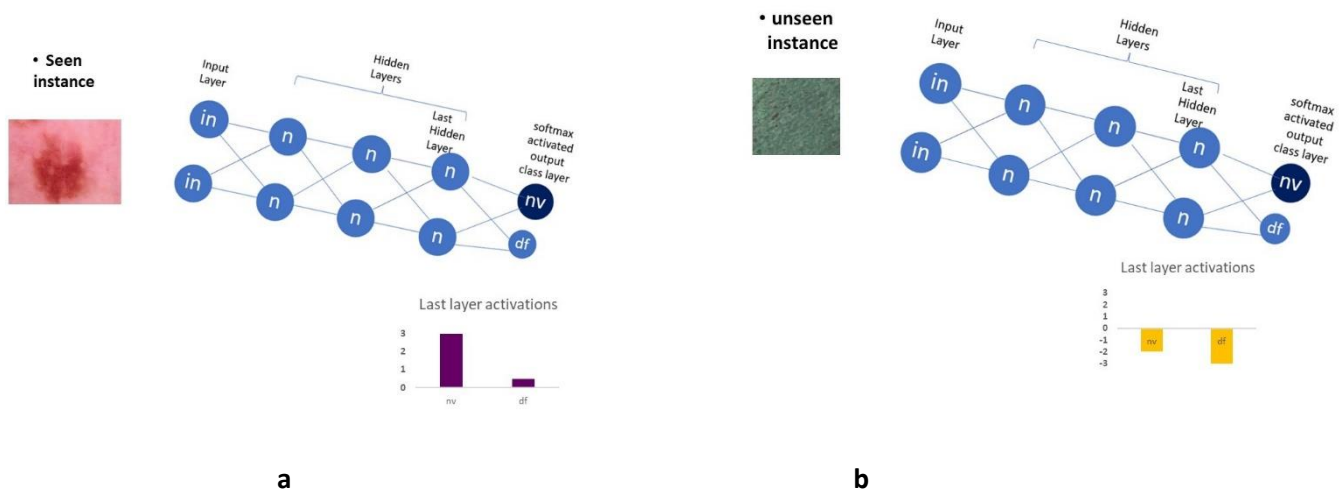 • Seen
instance
Input
Layer
Hidden
Layers
Last
Hidden
Layer
softmax
activated
output
class layer
in
n
n
n
nv
in
n
n
n
df
Last layer activations
3
2
1
0
nv
df
a
• unseen
instance
Input
Layer
Hidden
Layers
Last
Hidden
Layer
softmax
activated
output
class layer
in
n
n
n
nv
in
n
n
n
df
Last layer activations
3
2
1
0
-1
-2
-3
nv
df
b